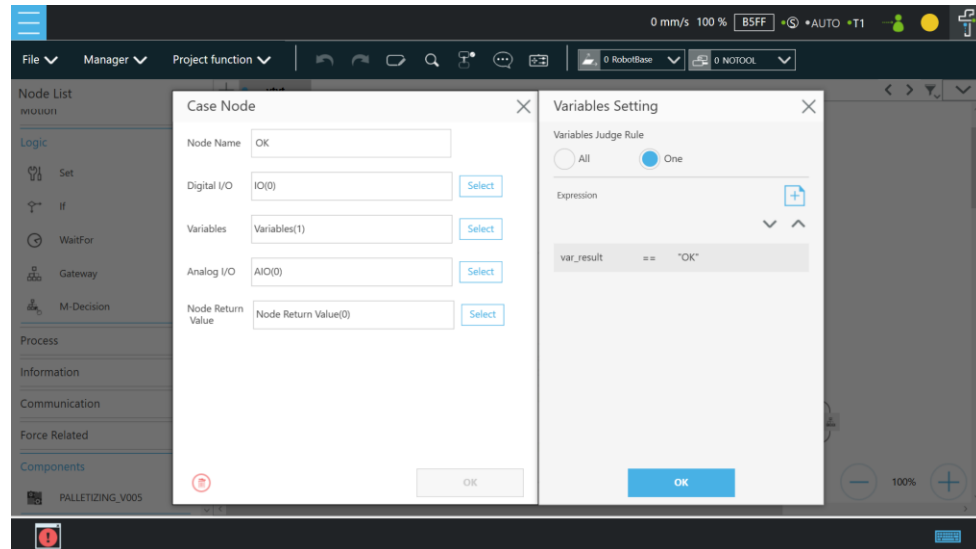 0 mm/s 100 % B5FF Ⓢ AUTO T1
File Manager Project function 0 RobotBase 0 NOTOOL
Node List
Motion
Logic
Set
If
WaitFor
Gateway
M-Decision
Process
Information
Communication
Force Related
Components
PALLETIZING_V005
Case Node
Node Name OK
Digital I/O IO(0) Select
Variables Variables(1) Select
Analog I/O AIO(0) Select
Node Return
Value
Node Return Value(0) Select
OK
Variables Setting
Variables Judge Rule
All One
Expression
var_result == "OK"
OK
100%